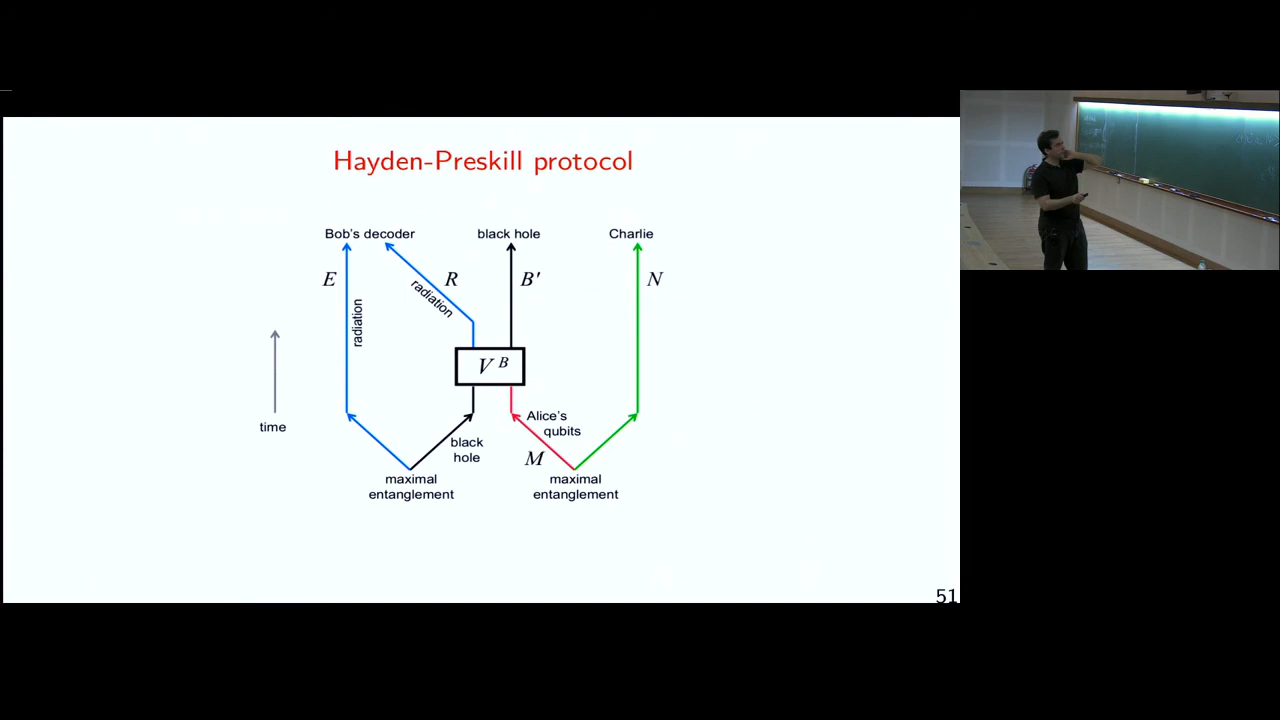 Hayden-Preskill protocol
Bob's decoder
black hole
Charlie
E
R
B'
N
radiation
radiation
V B
time
Alice's
qubits
black
hole
M
maximal
entanglement
maximal
entanglement
51